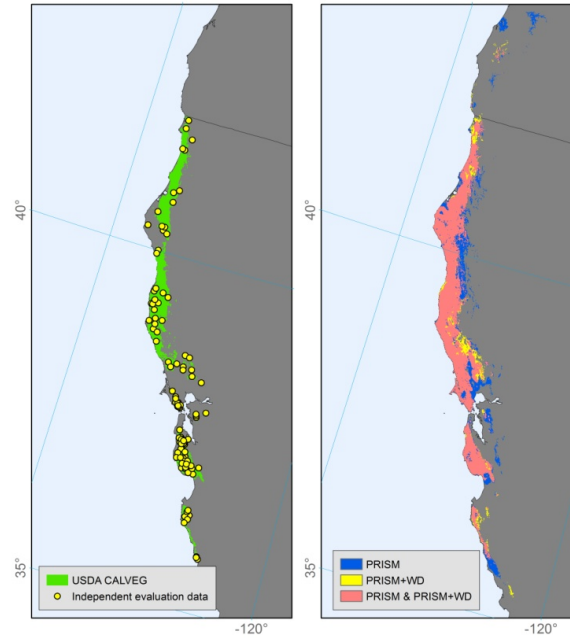 40°
35°
-120°
USDA CALVEG
Independent evaluation data
40°
35°
-120°
PRISM
PRISM+WD
PRISM & PRISM+WD